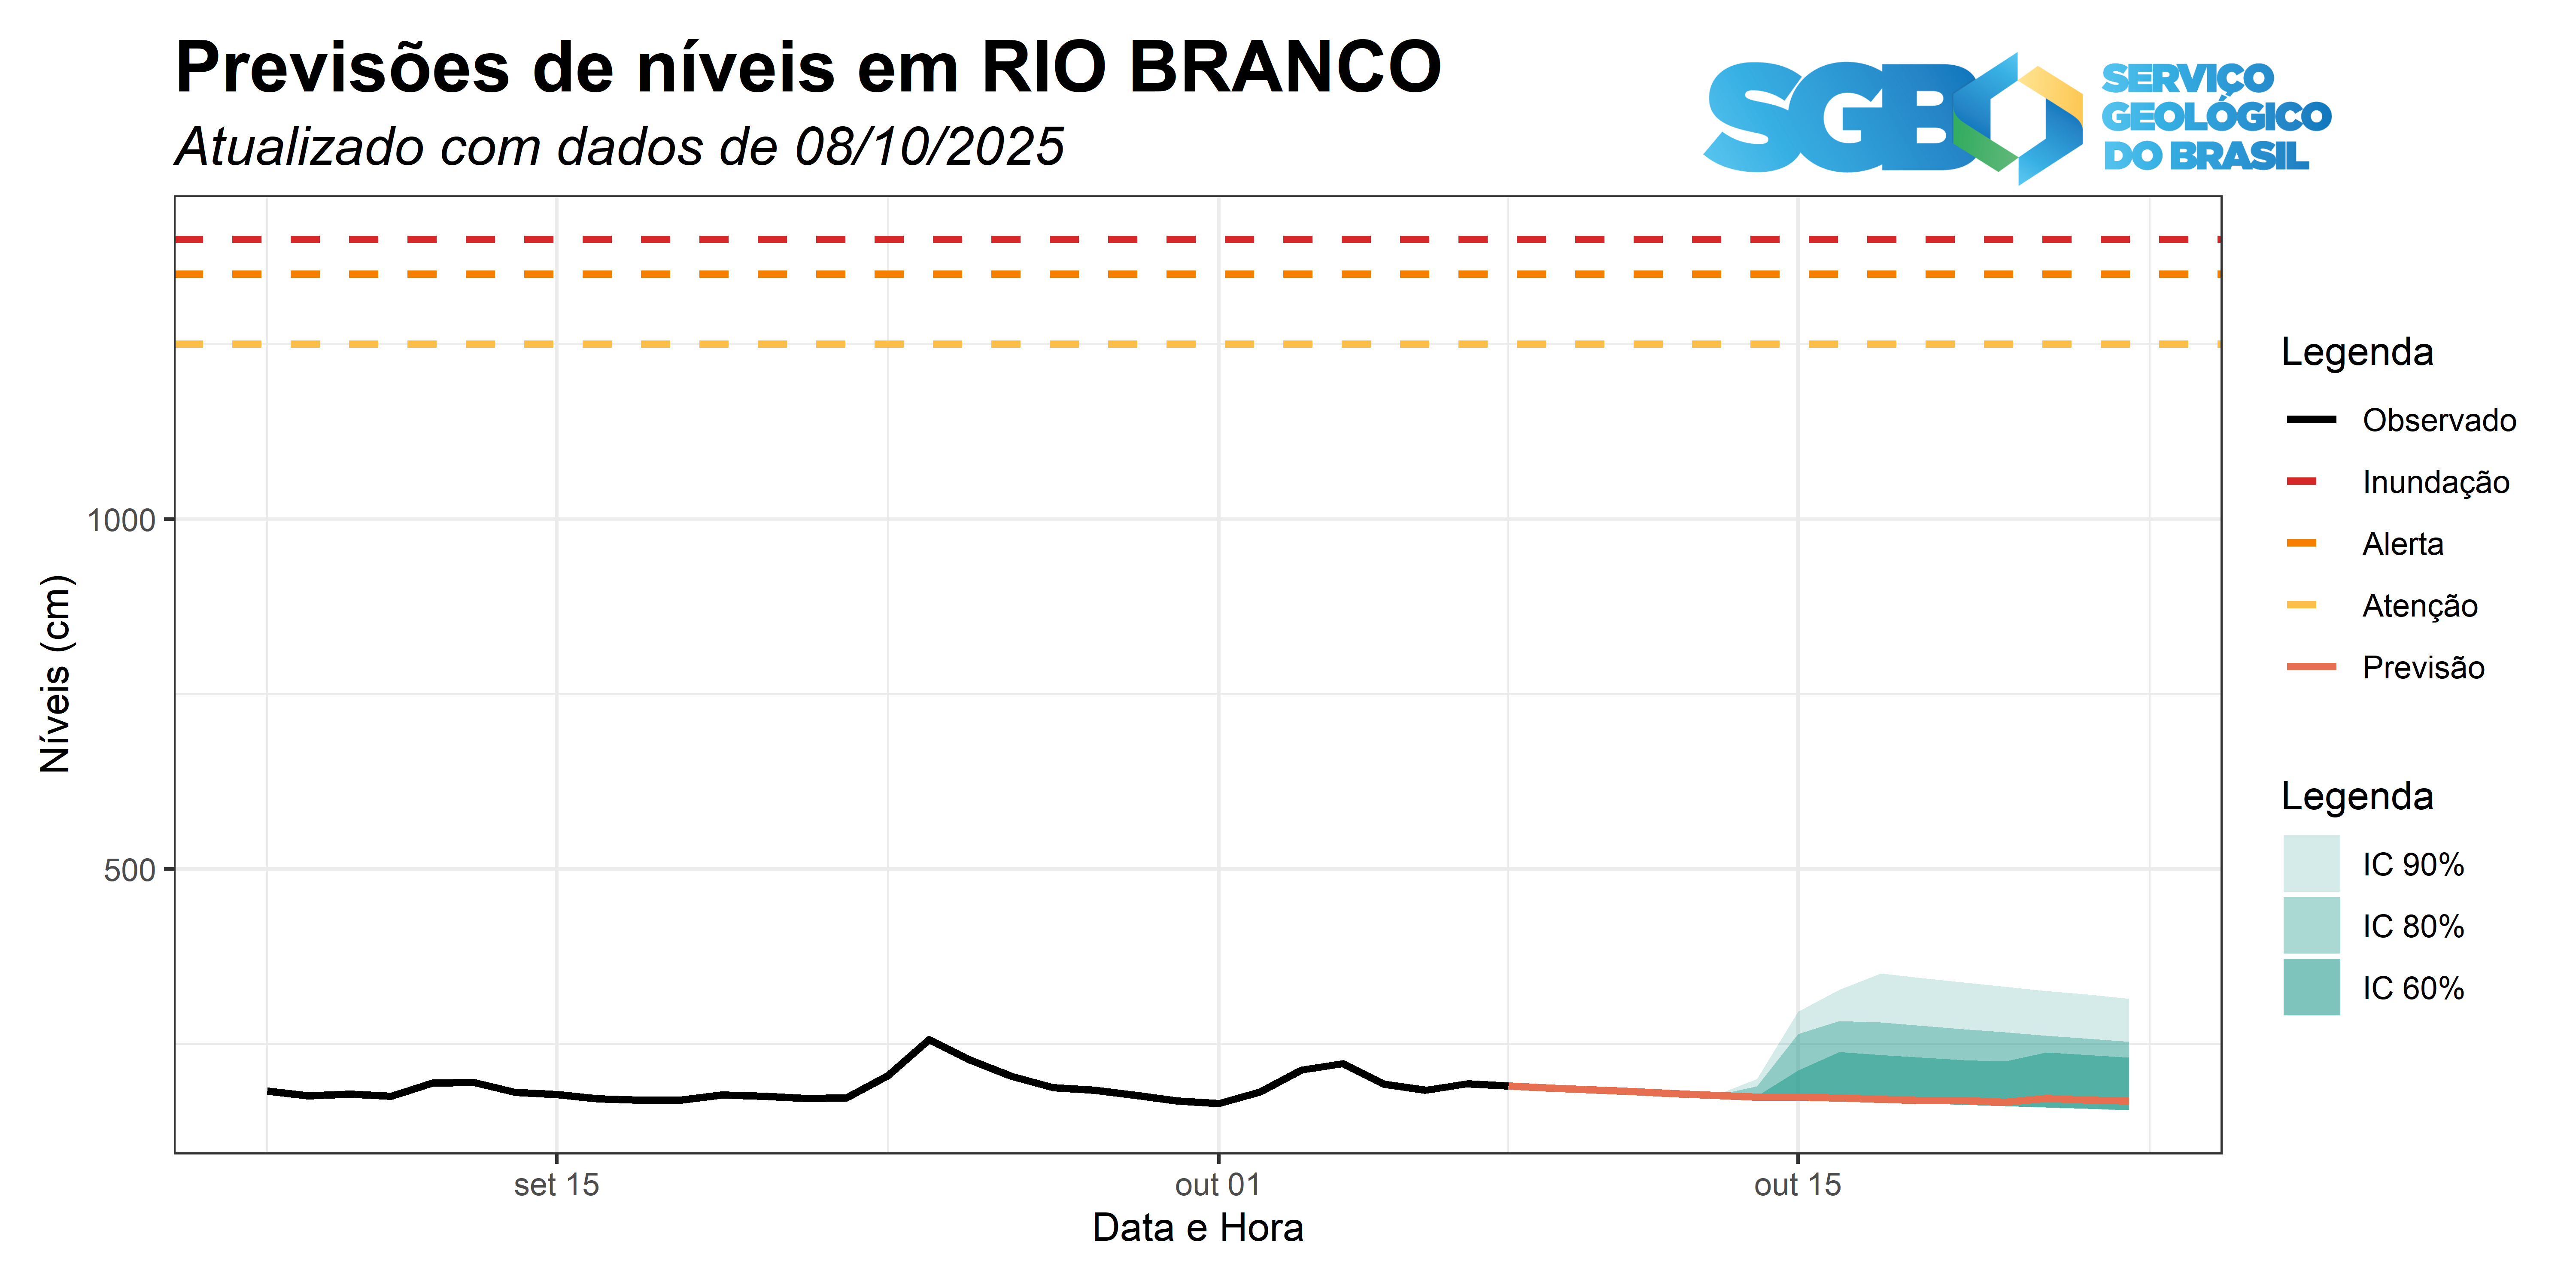 Previsões de níveis em RIO BRANCO
Atualizado com dados de 08/10/2025
SGB
SERVIÇO
GEOLÓGICO
DO BRASIL
1000
500
Níveis (cm)
set 15
out 01
out 15
Data e Hora
Legenda
Observado
Inundação
Alerta
Atenção
Previsão
Legenda
IC 90%
IC 80%
IC 60%